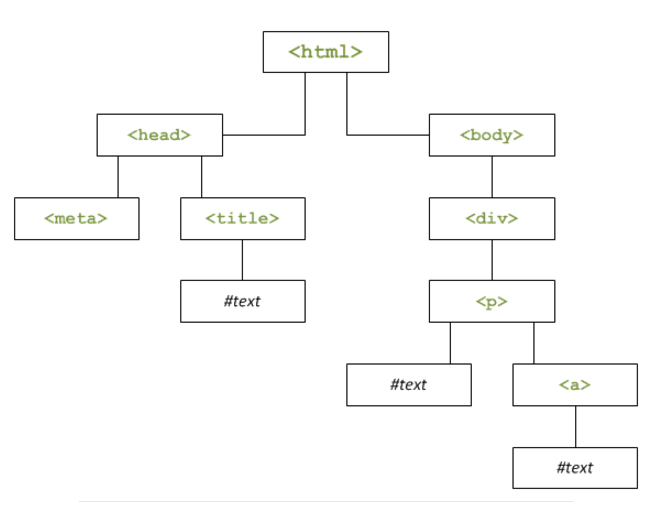 <html>
<head>
<body>
<meta>
<title>
<div>
#text
<p>
#text
<a>
#text